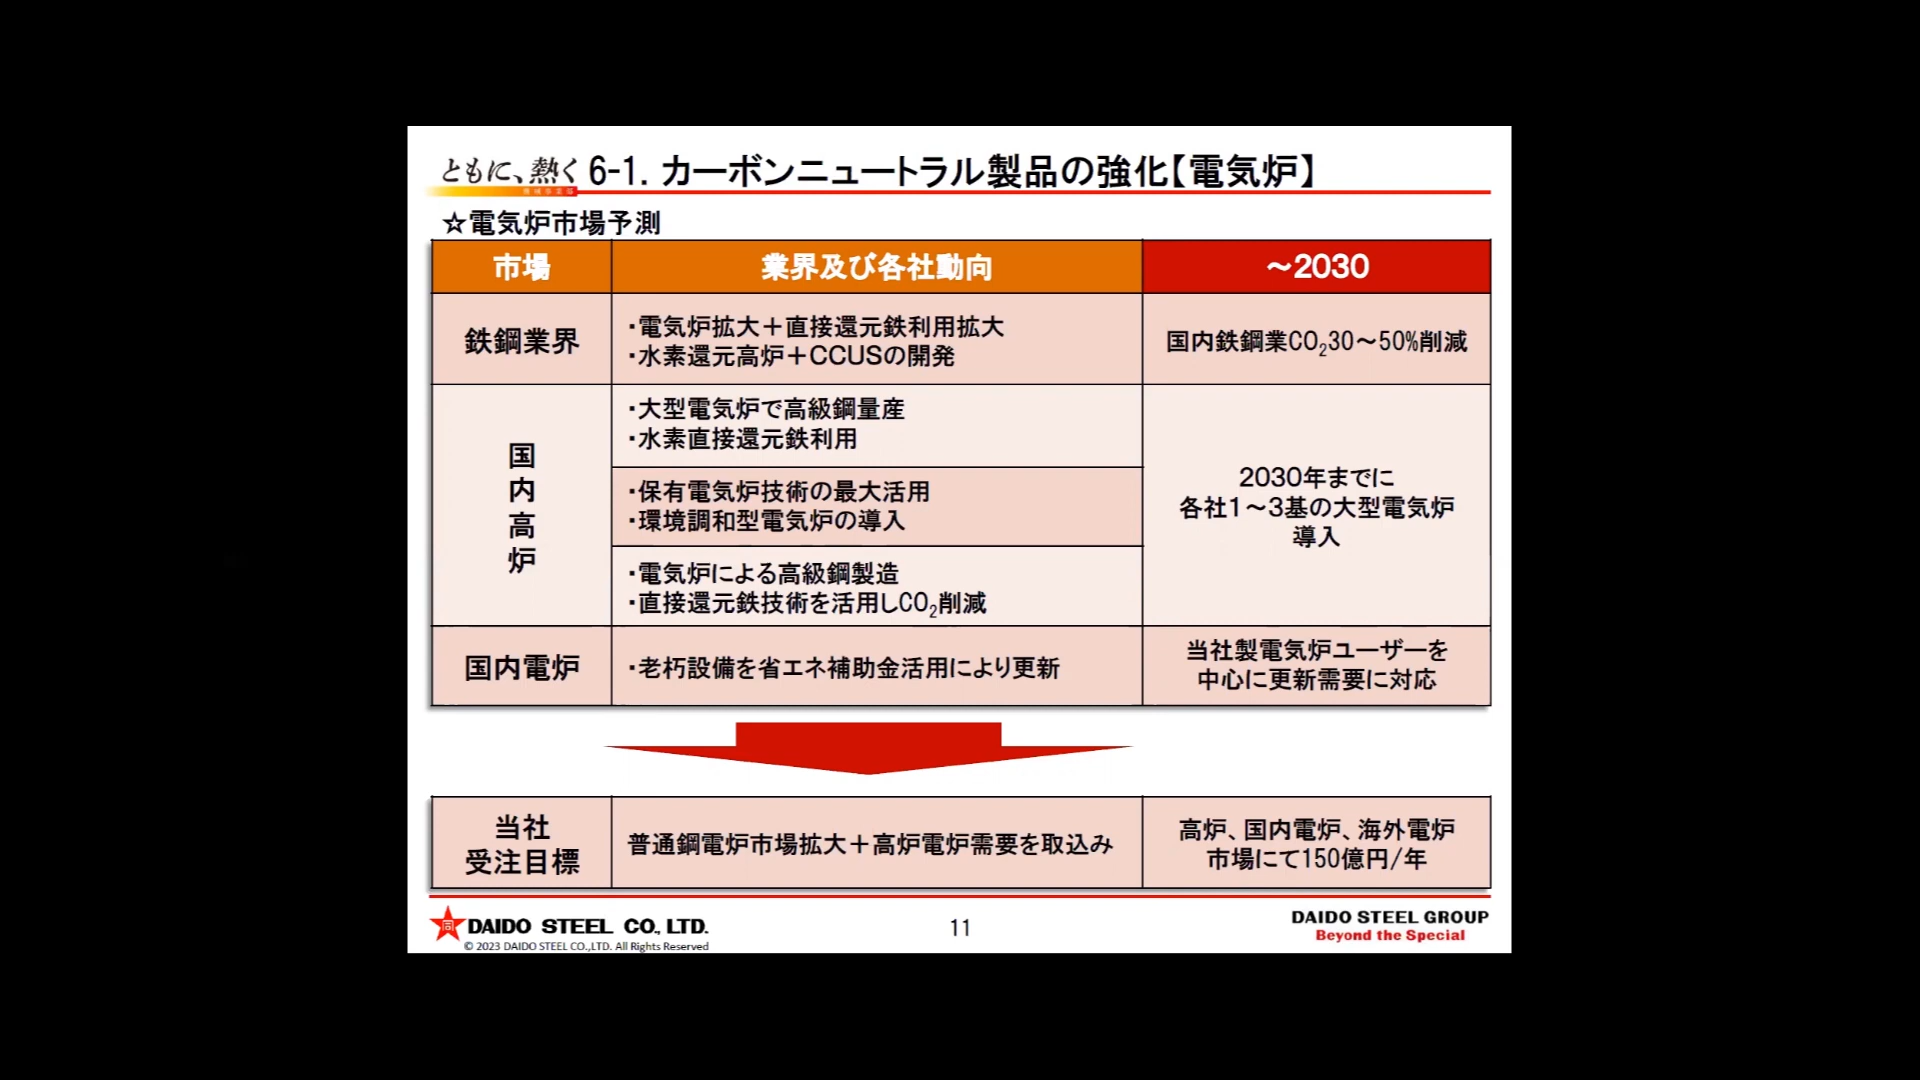 ともに、熱く 6-1. カーボンニュートラル製品の強化【電気炉】
機械事業部
☆電気炉市場予測
市場 業界及び各社動向 ～2030
鉄鋼業界
・電気炉拡大＋直接還元鉄利用拡大
・水素還元高炉＋CCUSの開発
国内鉄鋼業CO₂30～50%削減
国
内
高
炉
・大型電気炉で高級鋼量産
・水素直接還元鉄利用
・保有電気炉技術の最大活用
・環境調和型電気炉の導入
・電気炉による高級鋼製造
・直接還元鉄技術を活用しCO₂削減
2030年までに
各社1～3基の大型電気炉
導入
国内電炉
・老朽設備を省エネ補助金活用により更新
当社製電気炉ユーザーを
中心に更新需要に対応
当社
受注目標
普通鋼電炉市場拡大＋高炉電炉需要を取込み
高炉、国内電炉、海外電炉
市場にて150億円/年
同 DAIDO STEEL CO., LTD.
© 2023 DAIDO STEEL CO.,LTD. All Rights Reserved
11
DAIDO STEEL GROUP
Beyond the Special